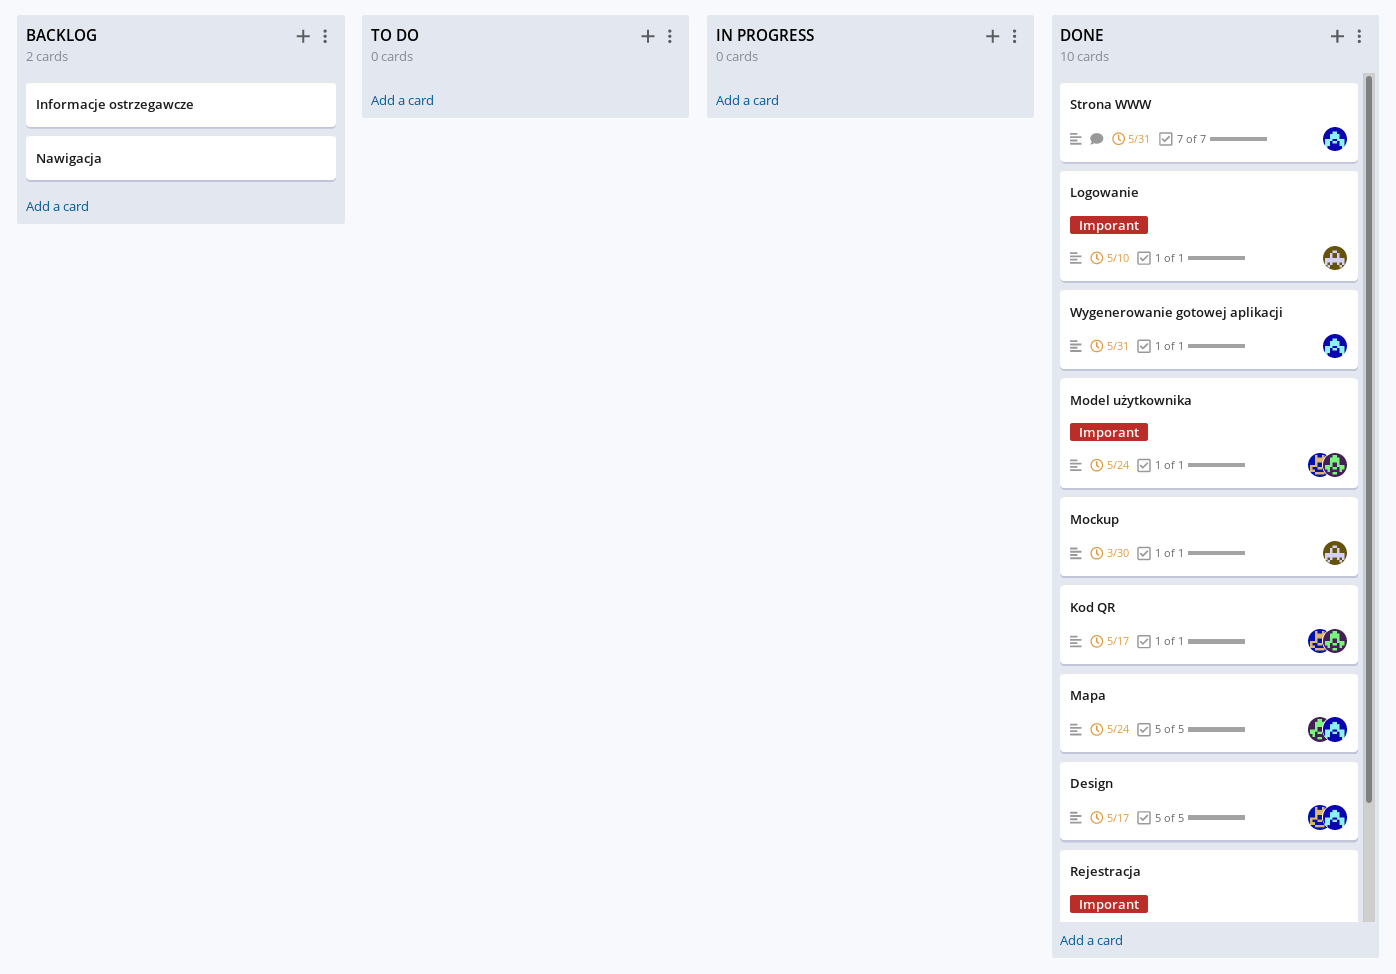 BACKLOG
2 cards
Informacje ostrzegawcze
Nawigacja
Add a card
TO DO
0 cards
Add a card
IN PROGRESS
0 cards
Add a card
DONE
10 cards
Strona WWW
5/31 7 of 7
Logowanie
Imporant
5/10 1 of 1
Wygenerowanie gotowej aplikacji
5/31 1 of 1
Model użytkownika
Imporant
5/24 1 of 1
Mockup
3/30 1 of 1
Kod QR
5/17 1 of 1
Mapa
5/24 5 of 5
Design
5/17 5 of 5
Rejestracja
Imporant
Add a card